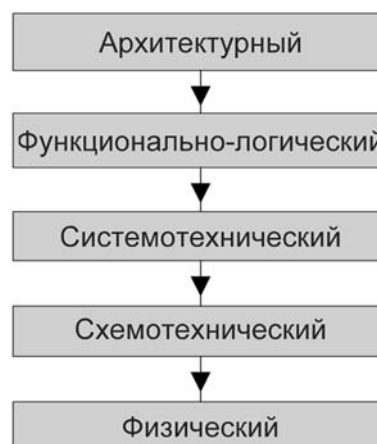 Архитектурный
Функционально-логический
Системотехнический
Схемотехнический
Физический